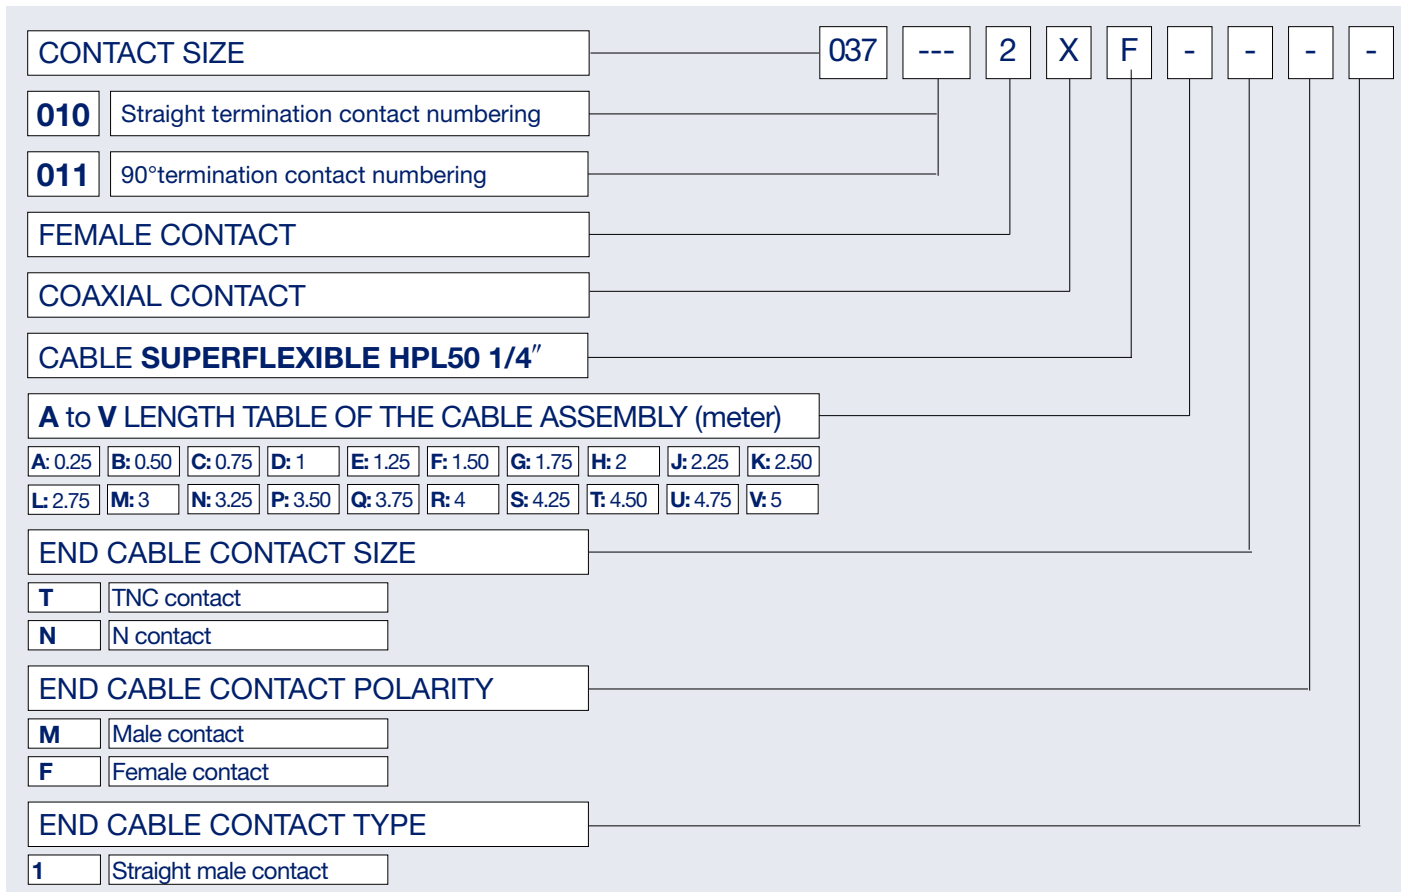 CONTACT SIZE 037 --- 2 X F - - - -
010 Straight termination contact numbering
011 90°termination contact numbering
FEMALE CONTACT
COAXIAL CONTACT
CABLE SUPERFLEXIBLE HPL50 1/4″
A to V LENGTH TABLE OF THE CABLE ASSEMBLY (meter)
A: 0.25 B: 0.50 C: 0.75 D: 1 E: 1.25 F: 1.50 G: 1.75 H: 2 J: 2.25 K: 2.50
L: 2.75 M: 3 N: 3.25 P: 3.50 Q: 3.75 R: 4 S: 4.25 T: 4.50 U: 4.75 V: 5
END CABLE CONTACT SIZE
T TNC contact
N N contact
END CABLE CONTACT POLARITY
M Male contact
F Female contact
END CABLE CONTACT TYPE
1 Straight male contact